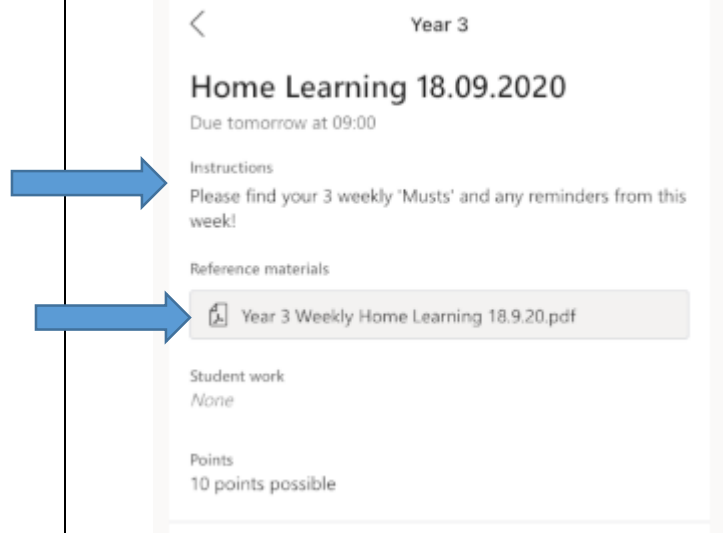 Year 3
Home Learning 18.09.2020
Due tomorrow at 09:00
Instructions
Please find your 3 weekly 'Musts' and any reminders from this
week!
Reference materials
Year 3 Weekly Home Learning 18.9.20.pdf
Student work
None
Points
10 points possible